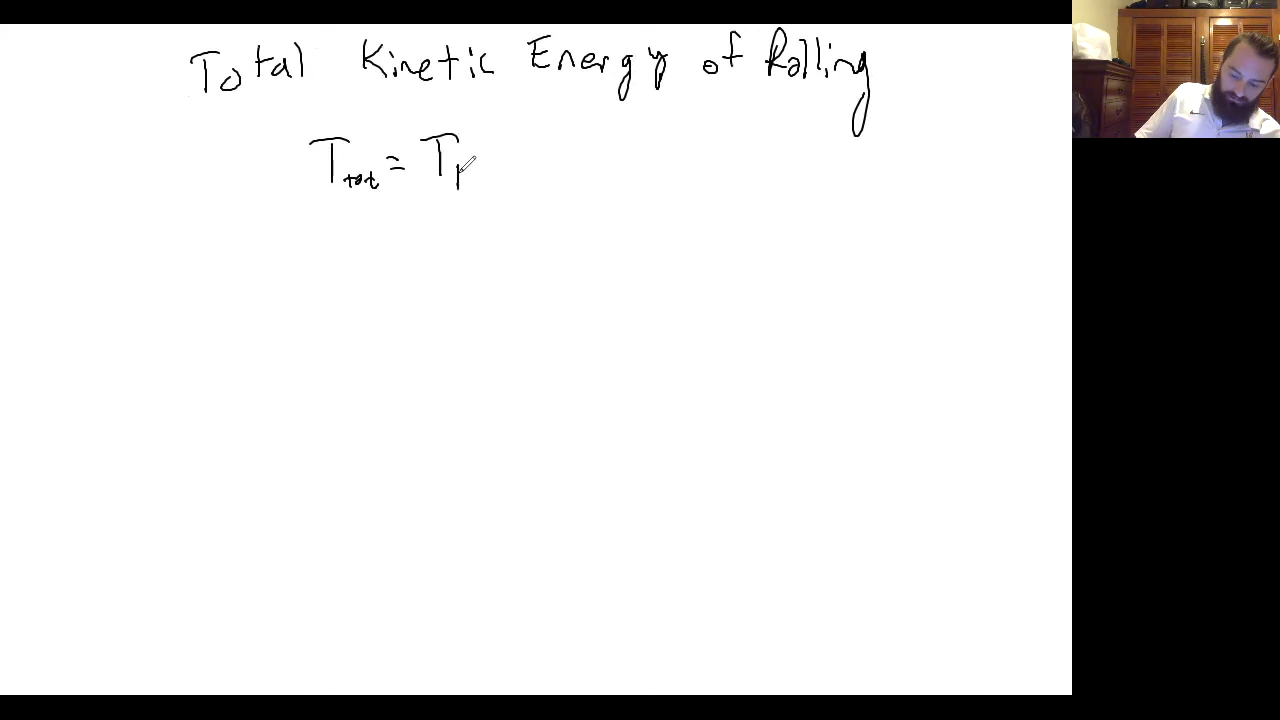 Total Kinetic Energy of Rolling
T_tot = T